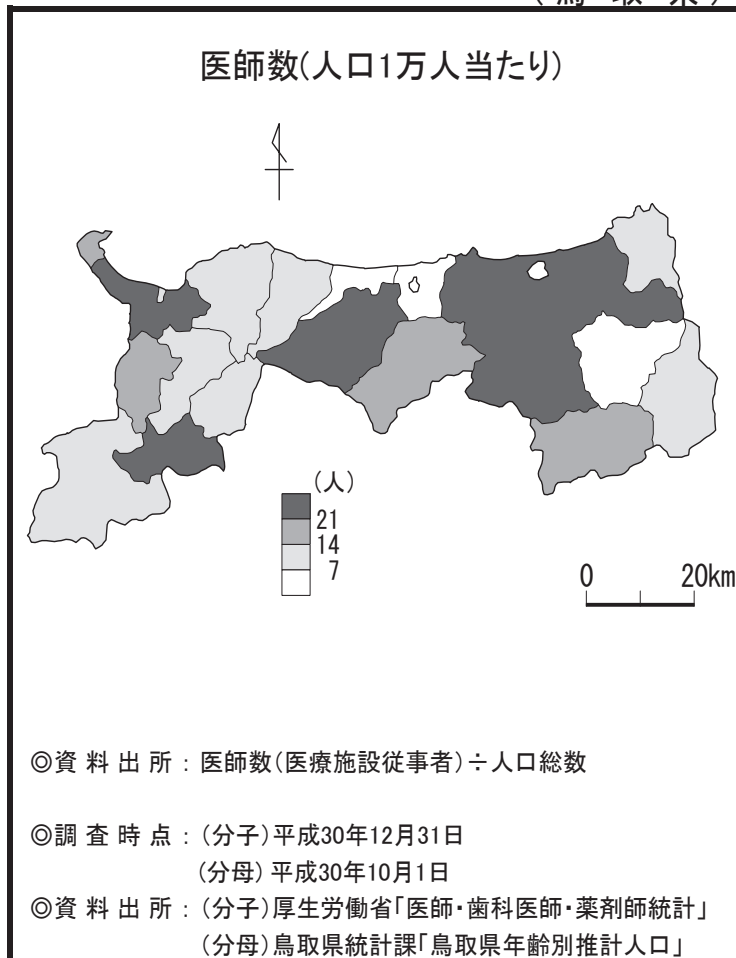 (鳥取県)
医師数(人口1万人当たり)
(人)
21
14
7
0 20km
◎資料出所：医師数(医療施設従事者)÷人口総数
◎調査時点：(分子)平成30年12月31日
(分母)平成30年10月1日
◎資料出所：(分子)厚生労働省「医師・歯科医師・薬剤師統計」
(分母)鳥取県統計課「鳥取県年齢別推計人口」